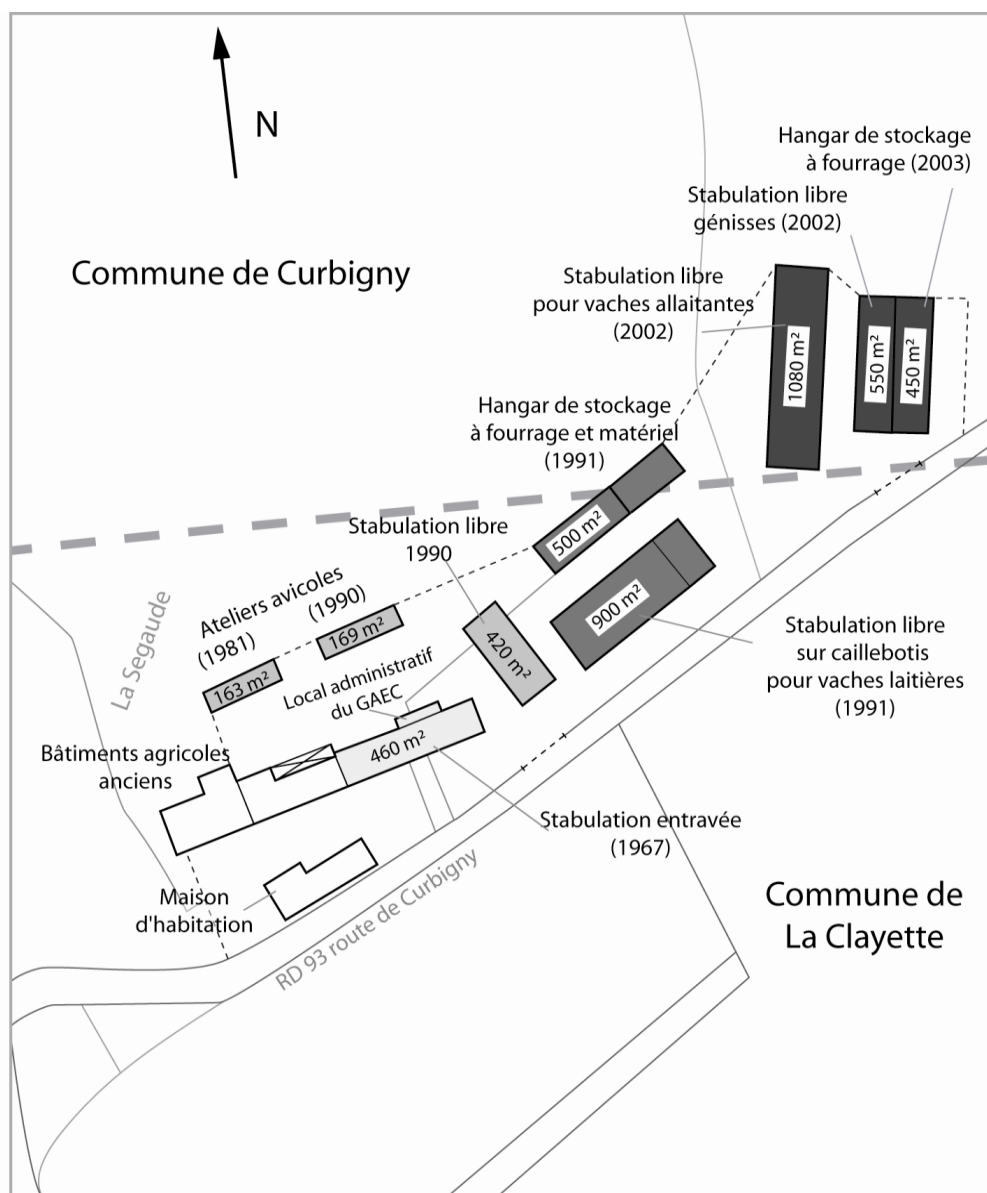 N
Hangar de stockage
à fourrage (2003)
Stabulation libre
génisses (2002)
Commune de Curbigny
Stabulation libre
pour vaches allaitantes
(2002)
1080 m²
550 m²
450 m²
Hangar de stockage
à fourrage et matériel
(1991)
500 m²
Stabulation libre
1990
900 m²
Ateliers avicoles
(1981)
(1990)
169 m²
163 m²
420 m²
La Segaude
Local administratif
du GAEC
Stabulation libre
sur caillebotis
pour vaches laitières
(1991)
Bâtiments agricoles
anciens
460 m²
Stabulation entravée
(1967)
Maison
d'habitation
RD 93 route de Curbigny
Commune de
La Clayette